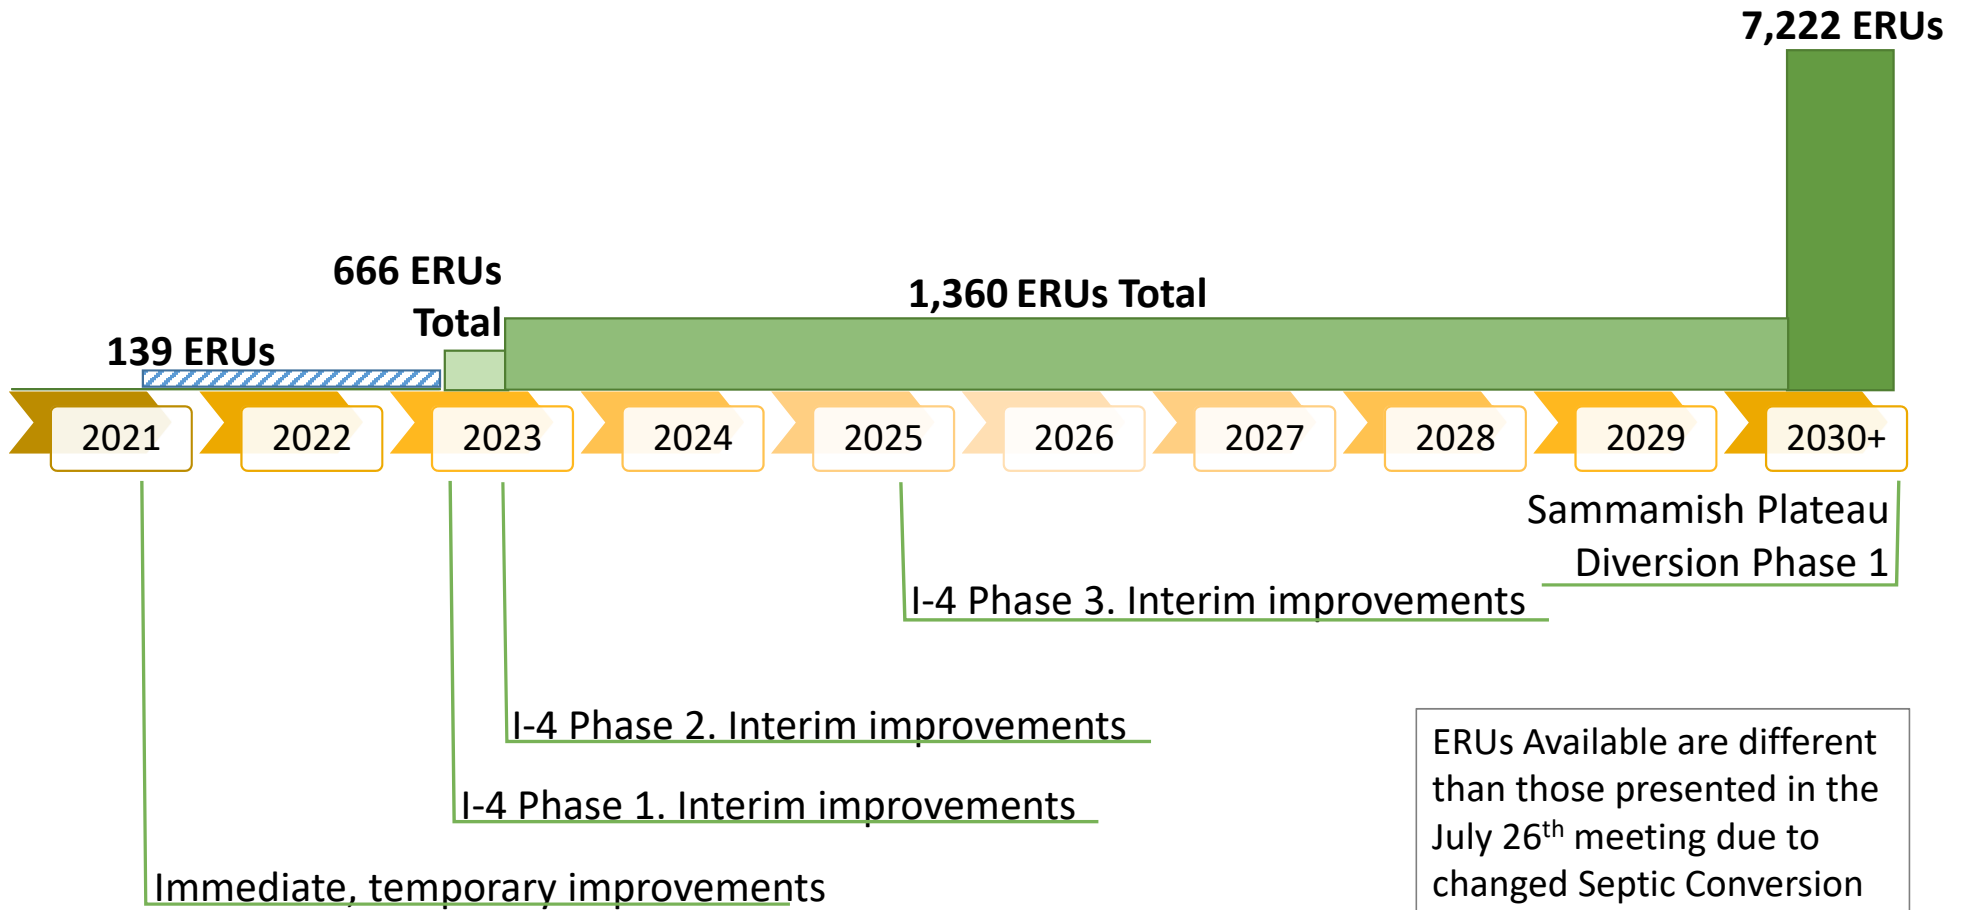 7,222 ERUs
666 ERUs
Total
1,360 ERUs Total
139 ERUs
2021
2022
2023
2024
2025
2026
2027
2028
2029
2030+
Sammamish Plateau
Diversion Phase 1
I-4 Phase 3. Interim improvements
I-4 Phase 2. Interim improvements
I-4 Phase 1. Interim improvements
Immediate, temporary improvements
ERUs Available are different
than those presented in the
July 26th meeting due to
changed Septic Conversion